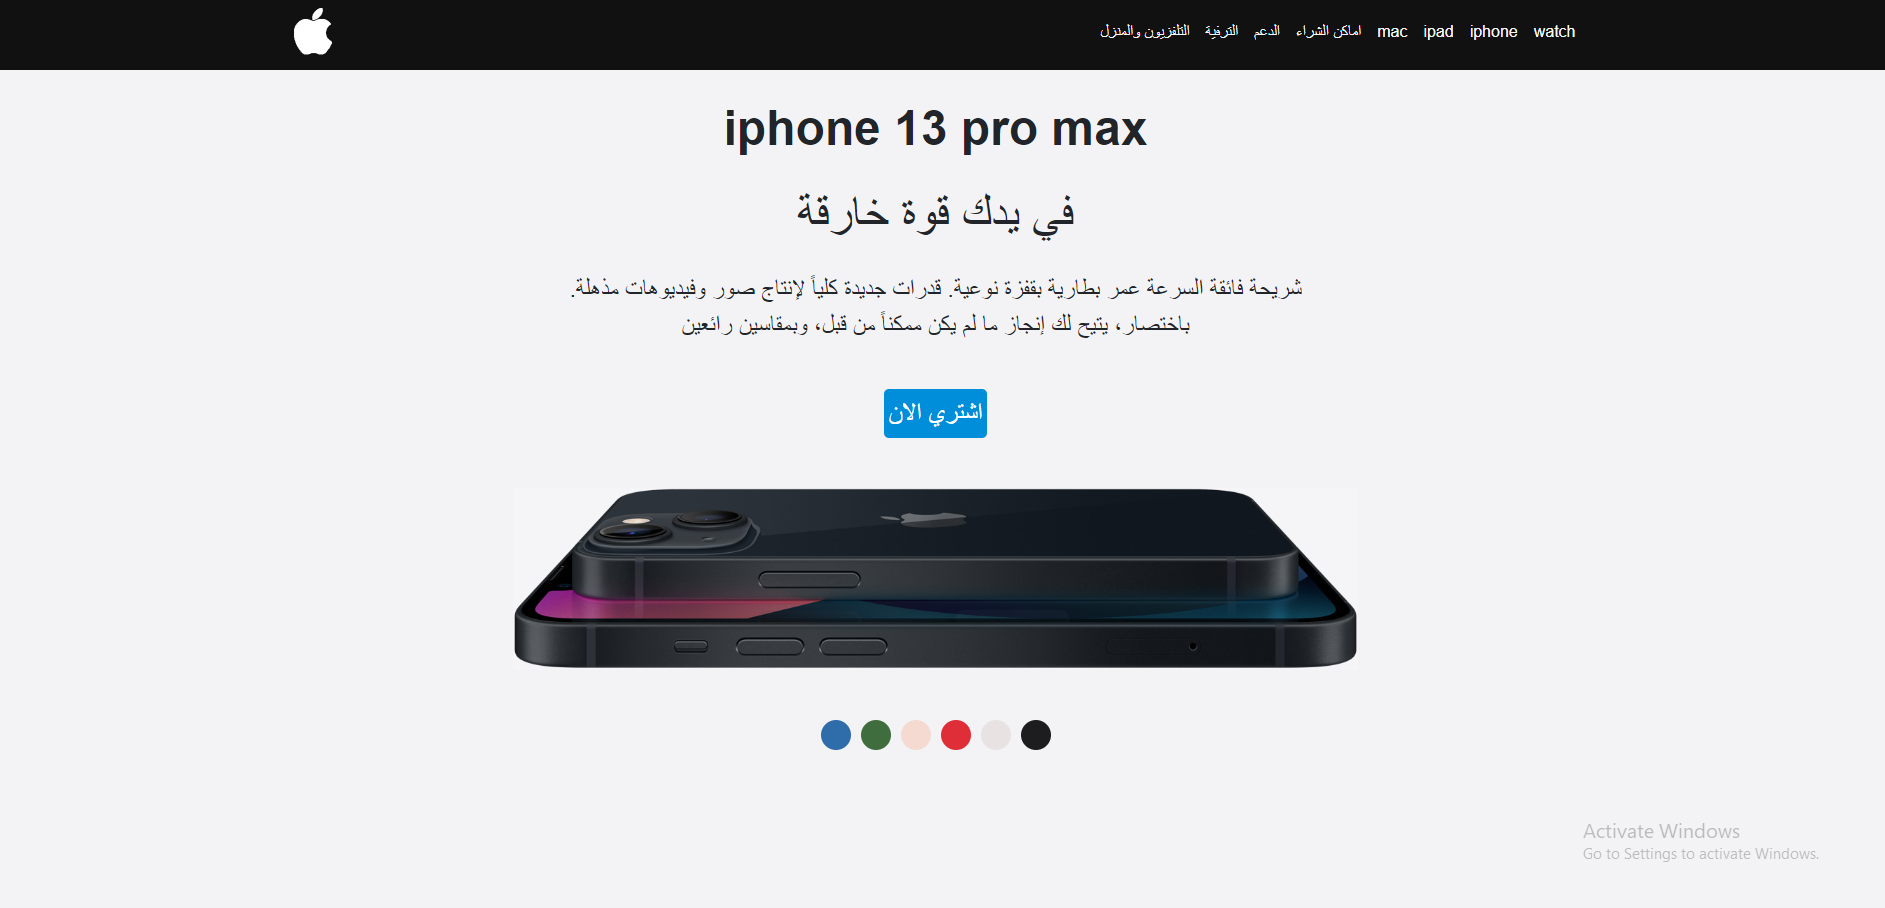 watch iphone ipad mac اماكن الشراء الدعم الترفية التلفزيون والمنزل
iphone 13 pro max
في يدك قوة خارقة
شريحة فائقة السرعة عمر بطارية بقفزة نوعية. قدرات جديدة كلياً لإنتاج صور وفيديوهات مذهلة.
باختصار، يتيح لك إنجاز ما لم يكن ممكناً من قبل، وبمقاسين رائعين
اشتري الان
Activate Windows
Go to Settings to activate Windows.